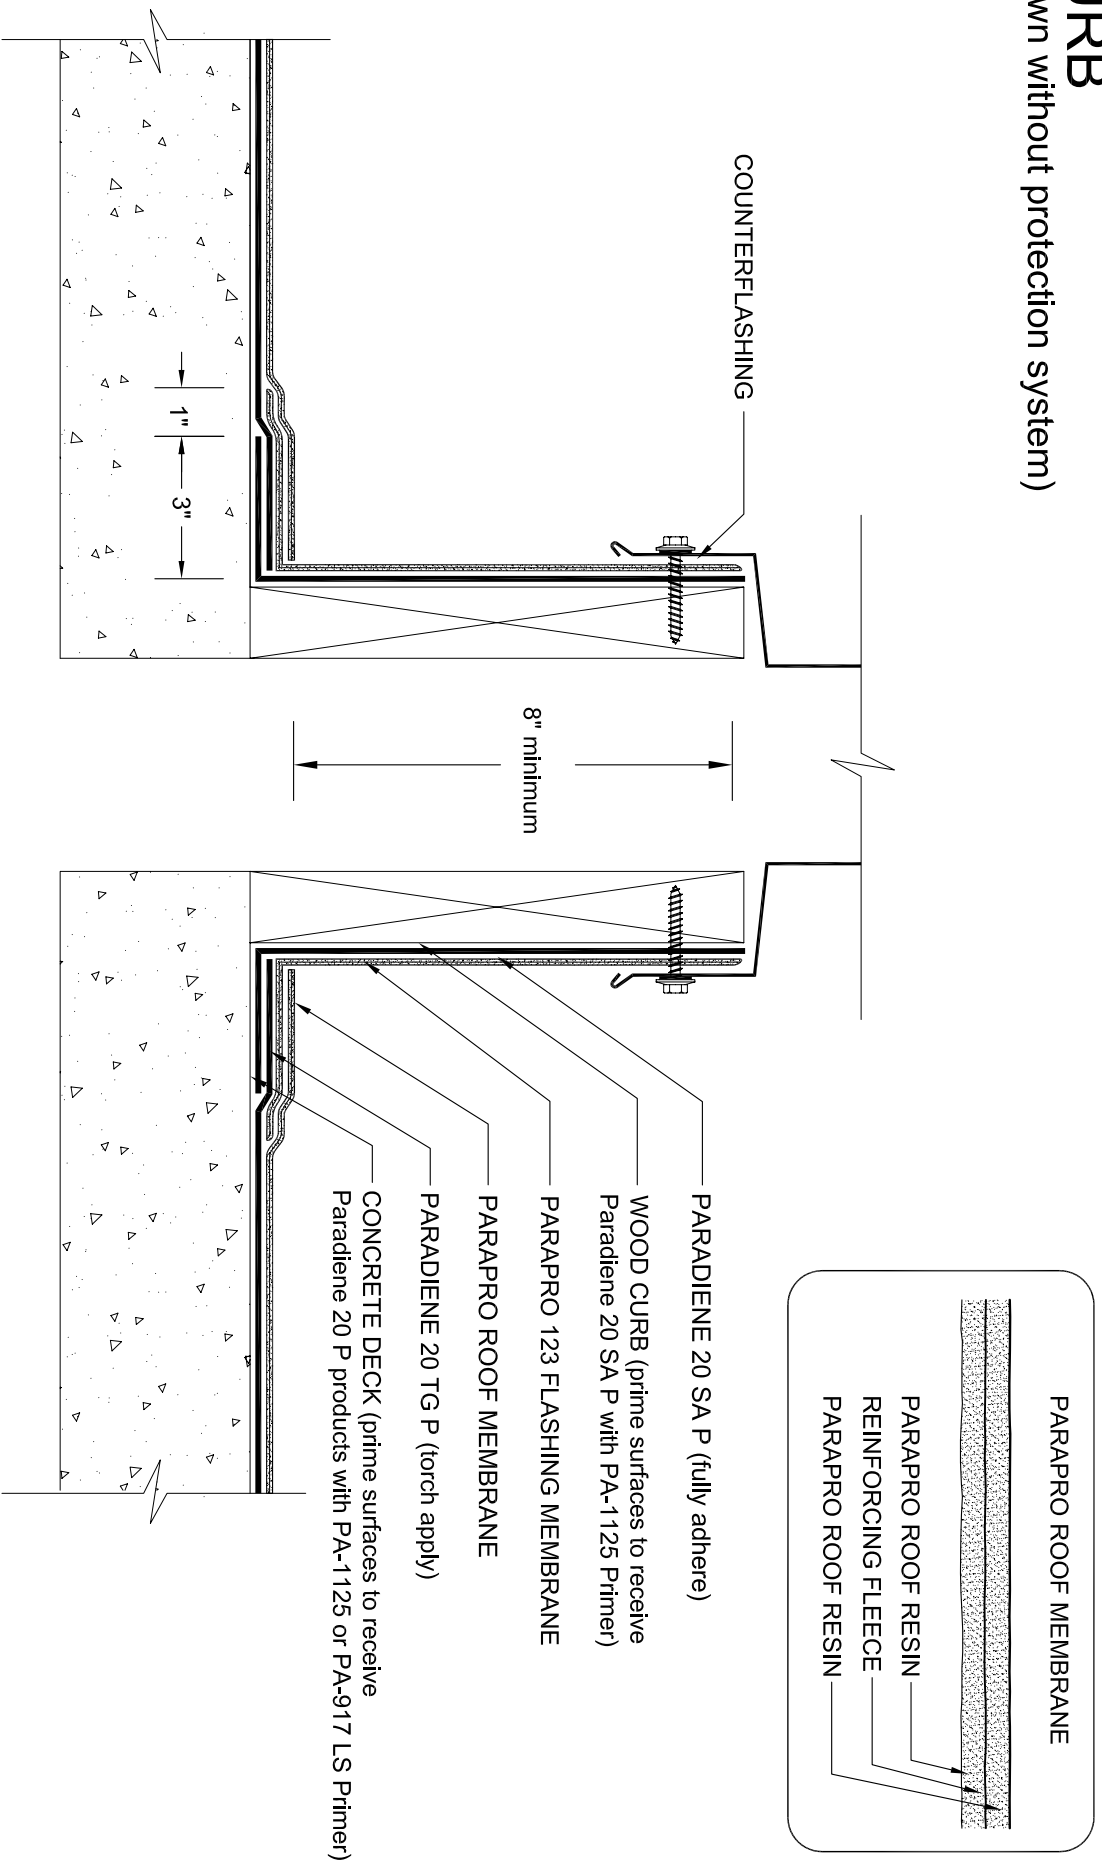 (shown without protection system)
COUNTERFLASHING
1"
3"
8" minimum
PARAPRO ROOF MEMBRANE
PARAPRO ROOF RESIN
REINFORCING FLEECE
PARAPRO ROOF RESIN
PARADIENE 20 SA P (fully adhere)
WOOD CURB (prime surfaces to receive
Paradiene 20 SA P with PA-1125 Primer)
PARAPRO 123 FLASHING MEMBRANE
PARAPRO ROOF MEMBRANE
PARADIENE 20 TG P (torch apply)
CONCRETE DECK (prime surfaces to receive
Paradiene 20 P products with PA-1125 or PA-917 LS Primer)